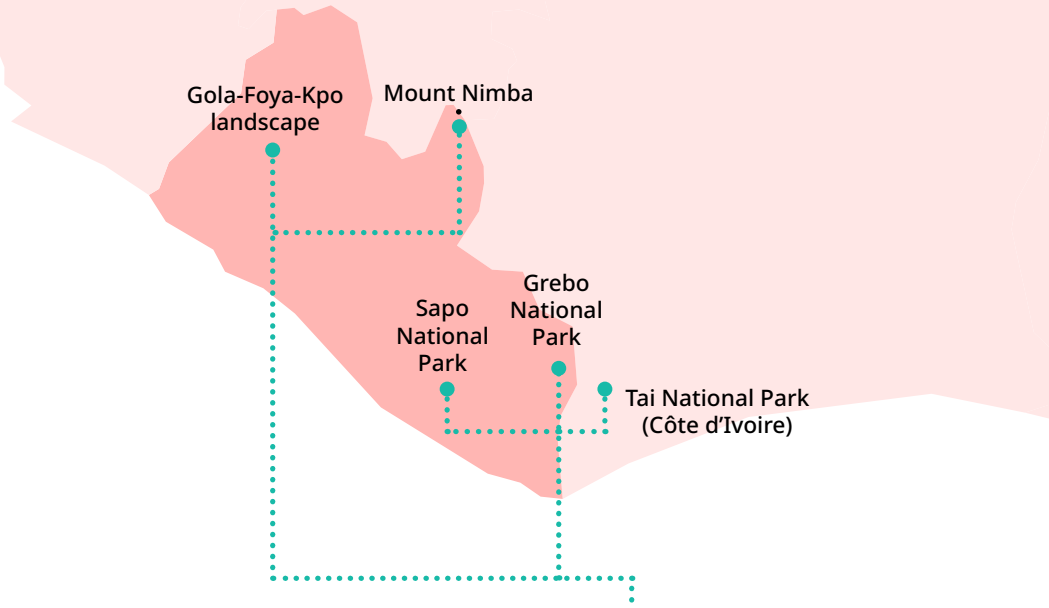 Gola-Foya-Kpo
landscape
Mount Nimba
Grebo
National
Park
Sapo
National
Park
Tai National Park
(Côte d’Ivoire)